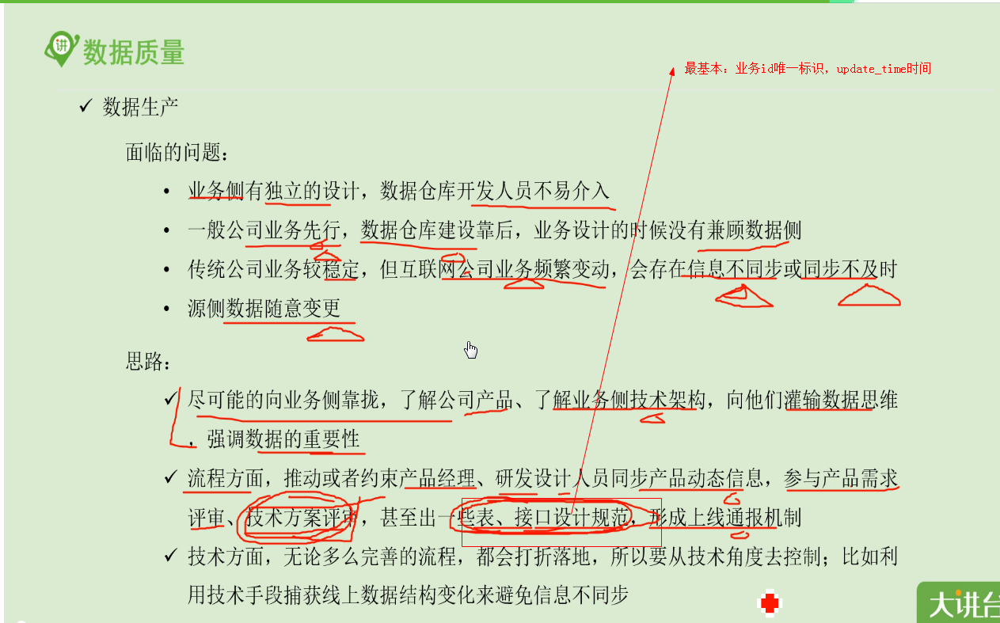 讲 数据质量
最基本：业务id唯一标识，update_time时间
✓ 数据生产
面临的问题：
• 业务侧有独立的设计，数据仓库开发人员不易介入
• 一般公司业务先行，数据仓库建设靠后，业务设计的时候没有兼顾数据侧
• 传统公司业务较稳定，但互联网公司业务频繁变动，会存在信息不同步或同步不及时
• 源侧数据随意变更
思路：
✓ 尽可能的向业务侧靠拢，了解公司产品、了解业务侧技术架构，向他们灌输数据思维
，强调数据的重要性
✓ 流程方面，推动或者约束产品经理、研发设计人员同步产品动态信息，参与产品需求
评审、技术方案评审，甚至出一些表、接口设计规范，形成上线通报机制
✓ 技术方面，无论多么完善的流程，都会打折落地，所以要从技术角度去控制；比如利
用技术手段捕获线上数据结构变化来避免信息不同步
大讲台